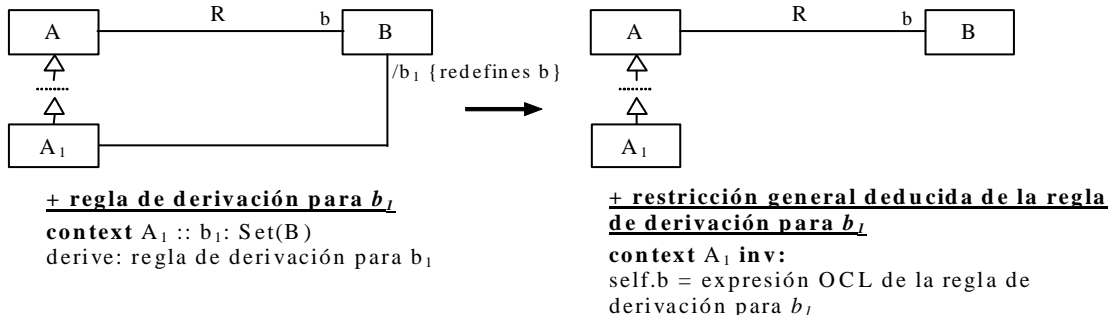 R
b
A
B
/b₁ {redefines b}
A₁
+ regla de derivación para b₁
context A₁ :: b₁: Set(B)
derive: regla de derivación para b₁
R
b
A
B
A₁
+ restricción general deducida de la regla
de derivación para b₁
context A₁ inv:
self.b = expresión OCL de la regla de
derivación para b₁